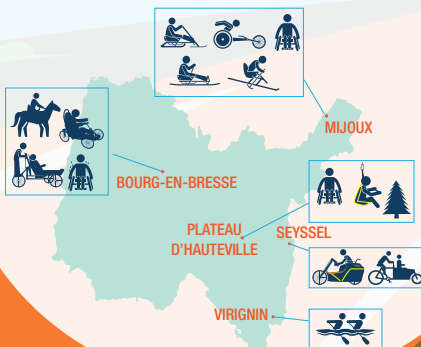 MIJOUX
BOURG-EN-BRESSE
PLATEAU
D'HAUTEVILLE
SEYSSEL
VIRIGNIN